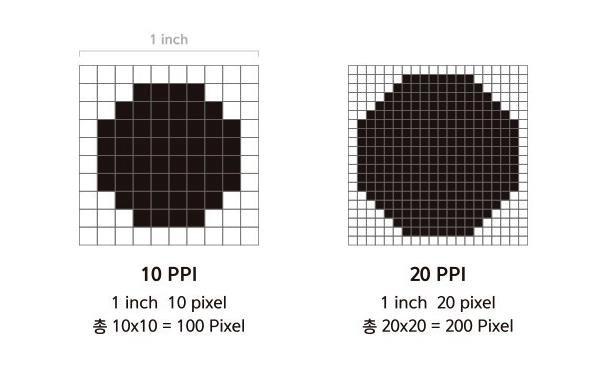 1 inch
10 PPI
1 inch 10 pixel
총 10x10 = 100 Pixel
20 PPI
1 inch 20 pixel
총 20x20 = 200 Pixel